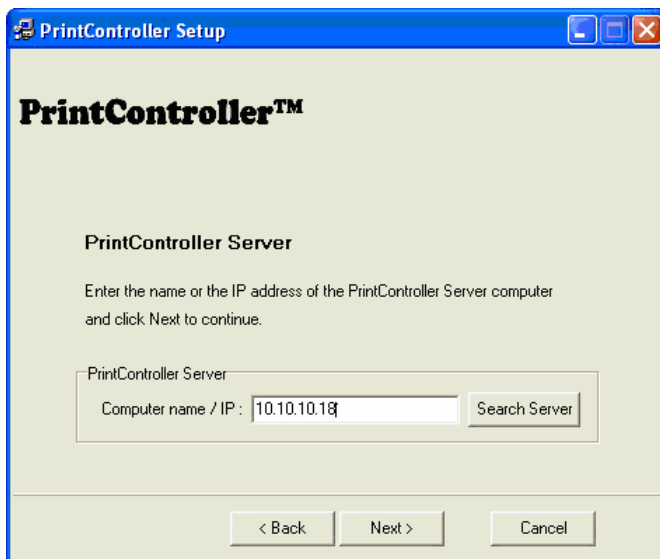 PrintController Setup
PrintController™
PrintController Server
Enter the name or the IP address of the PrintController Server computer
and click Next to continue.
PrintController Server
Computer name / IP : 10.10.10.18 Search Server
< Back Next > Cancel